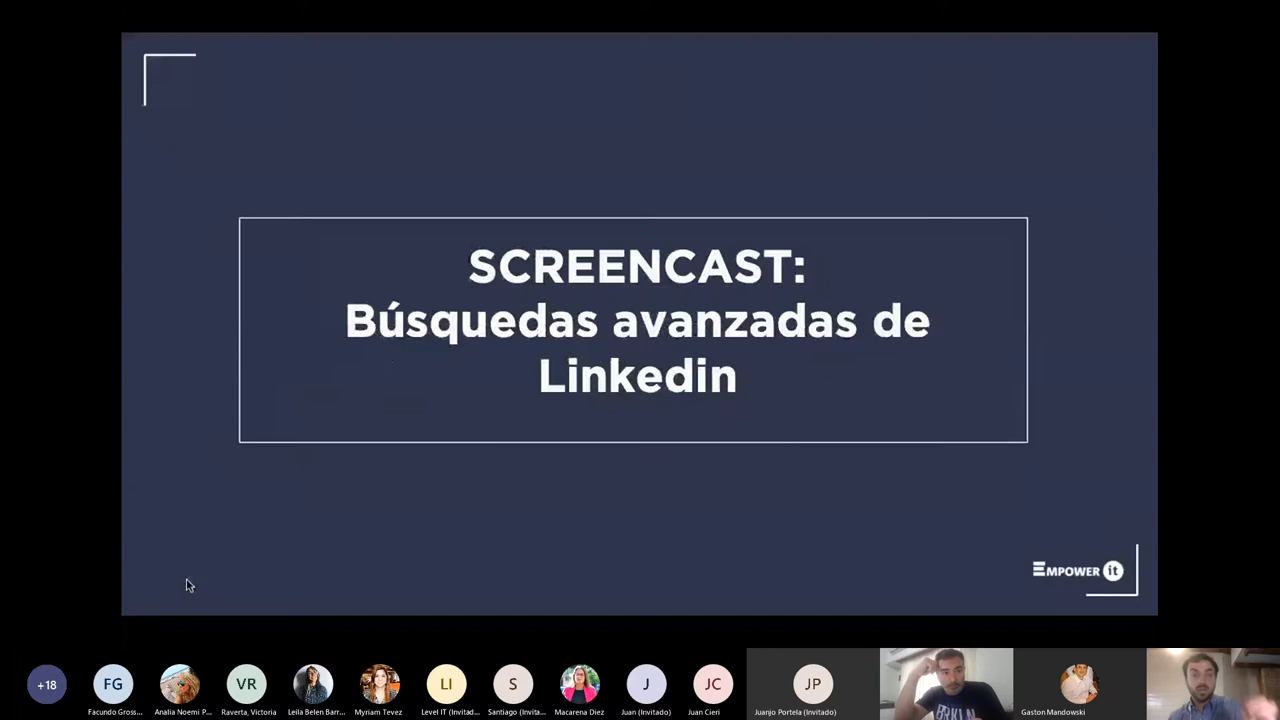 SCREENCAST:
Búsquedas avanzadas de
Linkedin
EMPOWER it
+18
FG
VR
LI
S
J
JC
JP
Facundo Gross...
Analia Noemi P...
Raverta, Victoria
Leila Belen Barr...
Myriam Tevez
Level IT (Invitad...
Santiago (Invita...
Macarena Diez
Juan (Invitado)
Juan Cieri
Juanjo Portela (Invitado)
BRKLN
Gaston Mandowski